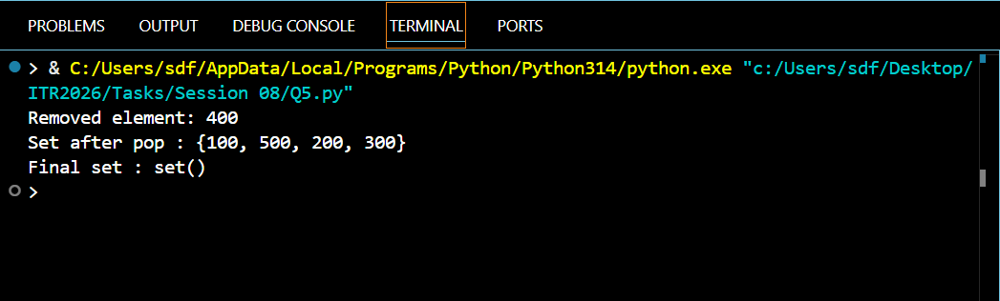 PROBLEMS OUTPUT DEBUG CONSOLE TERMINAL PORTS
> & C:/Users/sdf/AppData/Local/Programs/Python/Python314/python.exe "c:/Users/sdf/Desktop/
ITR2026/Tasks/Session 08/Q5.py"
Removed element: 400
Set after pop : {100, 500, 200, 300}
Final set : set()
>